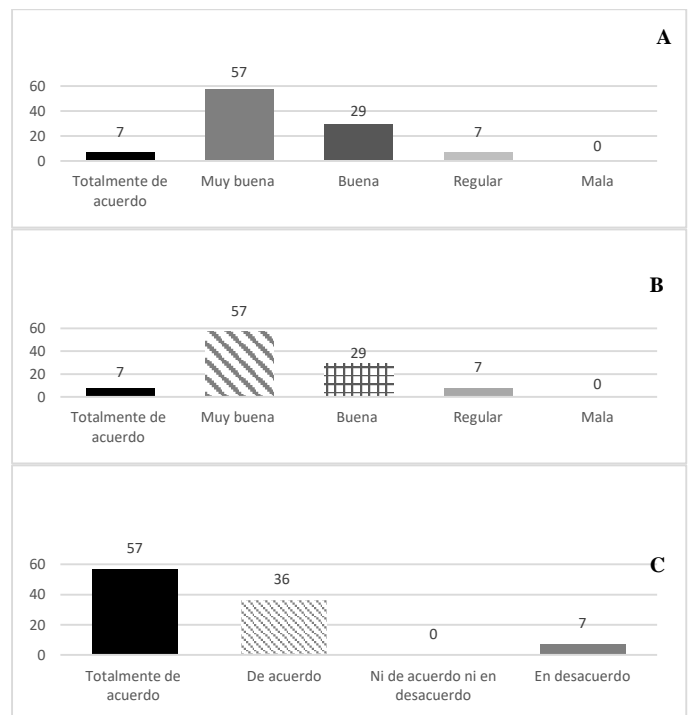 A
57
60
40
29
20
7
7
0
0
Totalmente de acuerdo
Muy buena
Buena
Regular
Mala
B
57
60
40
29
20
7
7
0
0
Totalmente de acuerdo
Muy buena
Buena
Regular
Mala
C
57
60
36
40
20
0
7
0
Totalmente de acuerdo
De acuerdo
Ni de acuerdo ni en desacuerdo
En desacuerdo